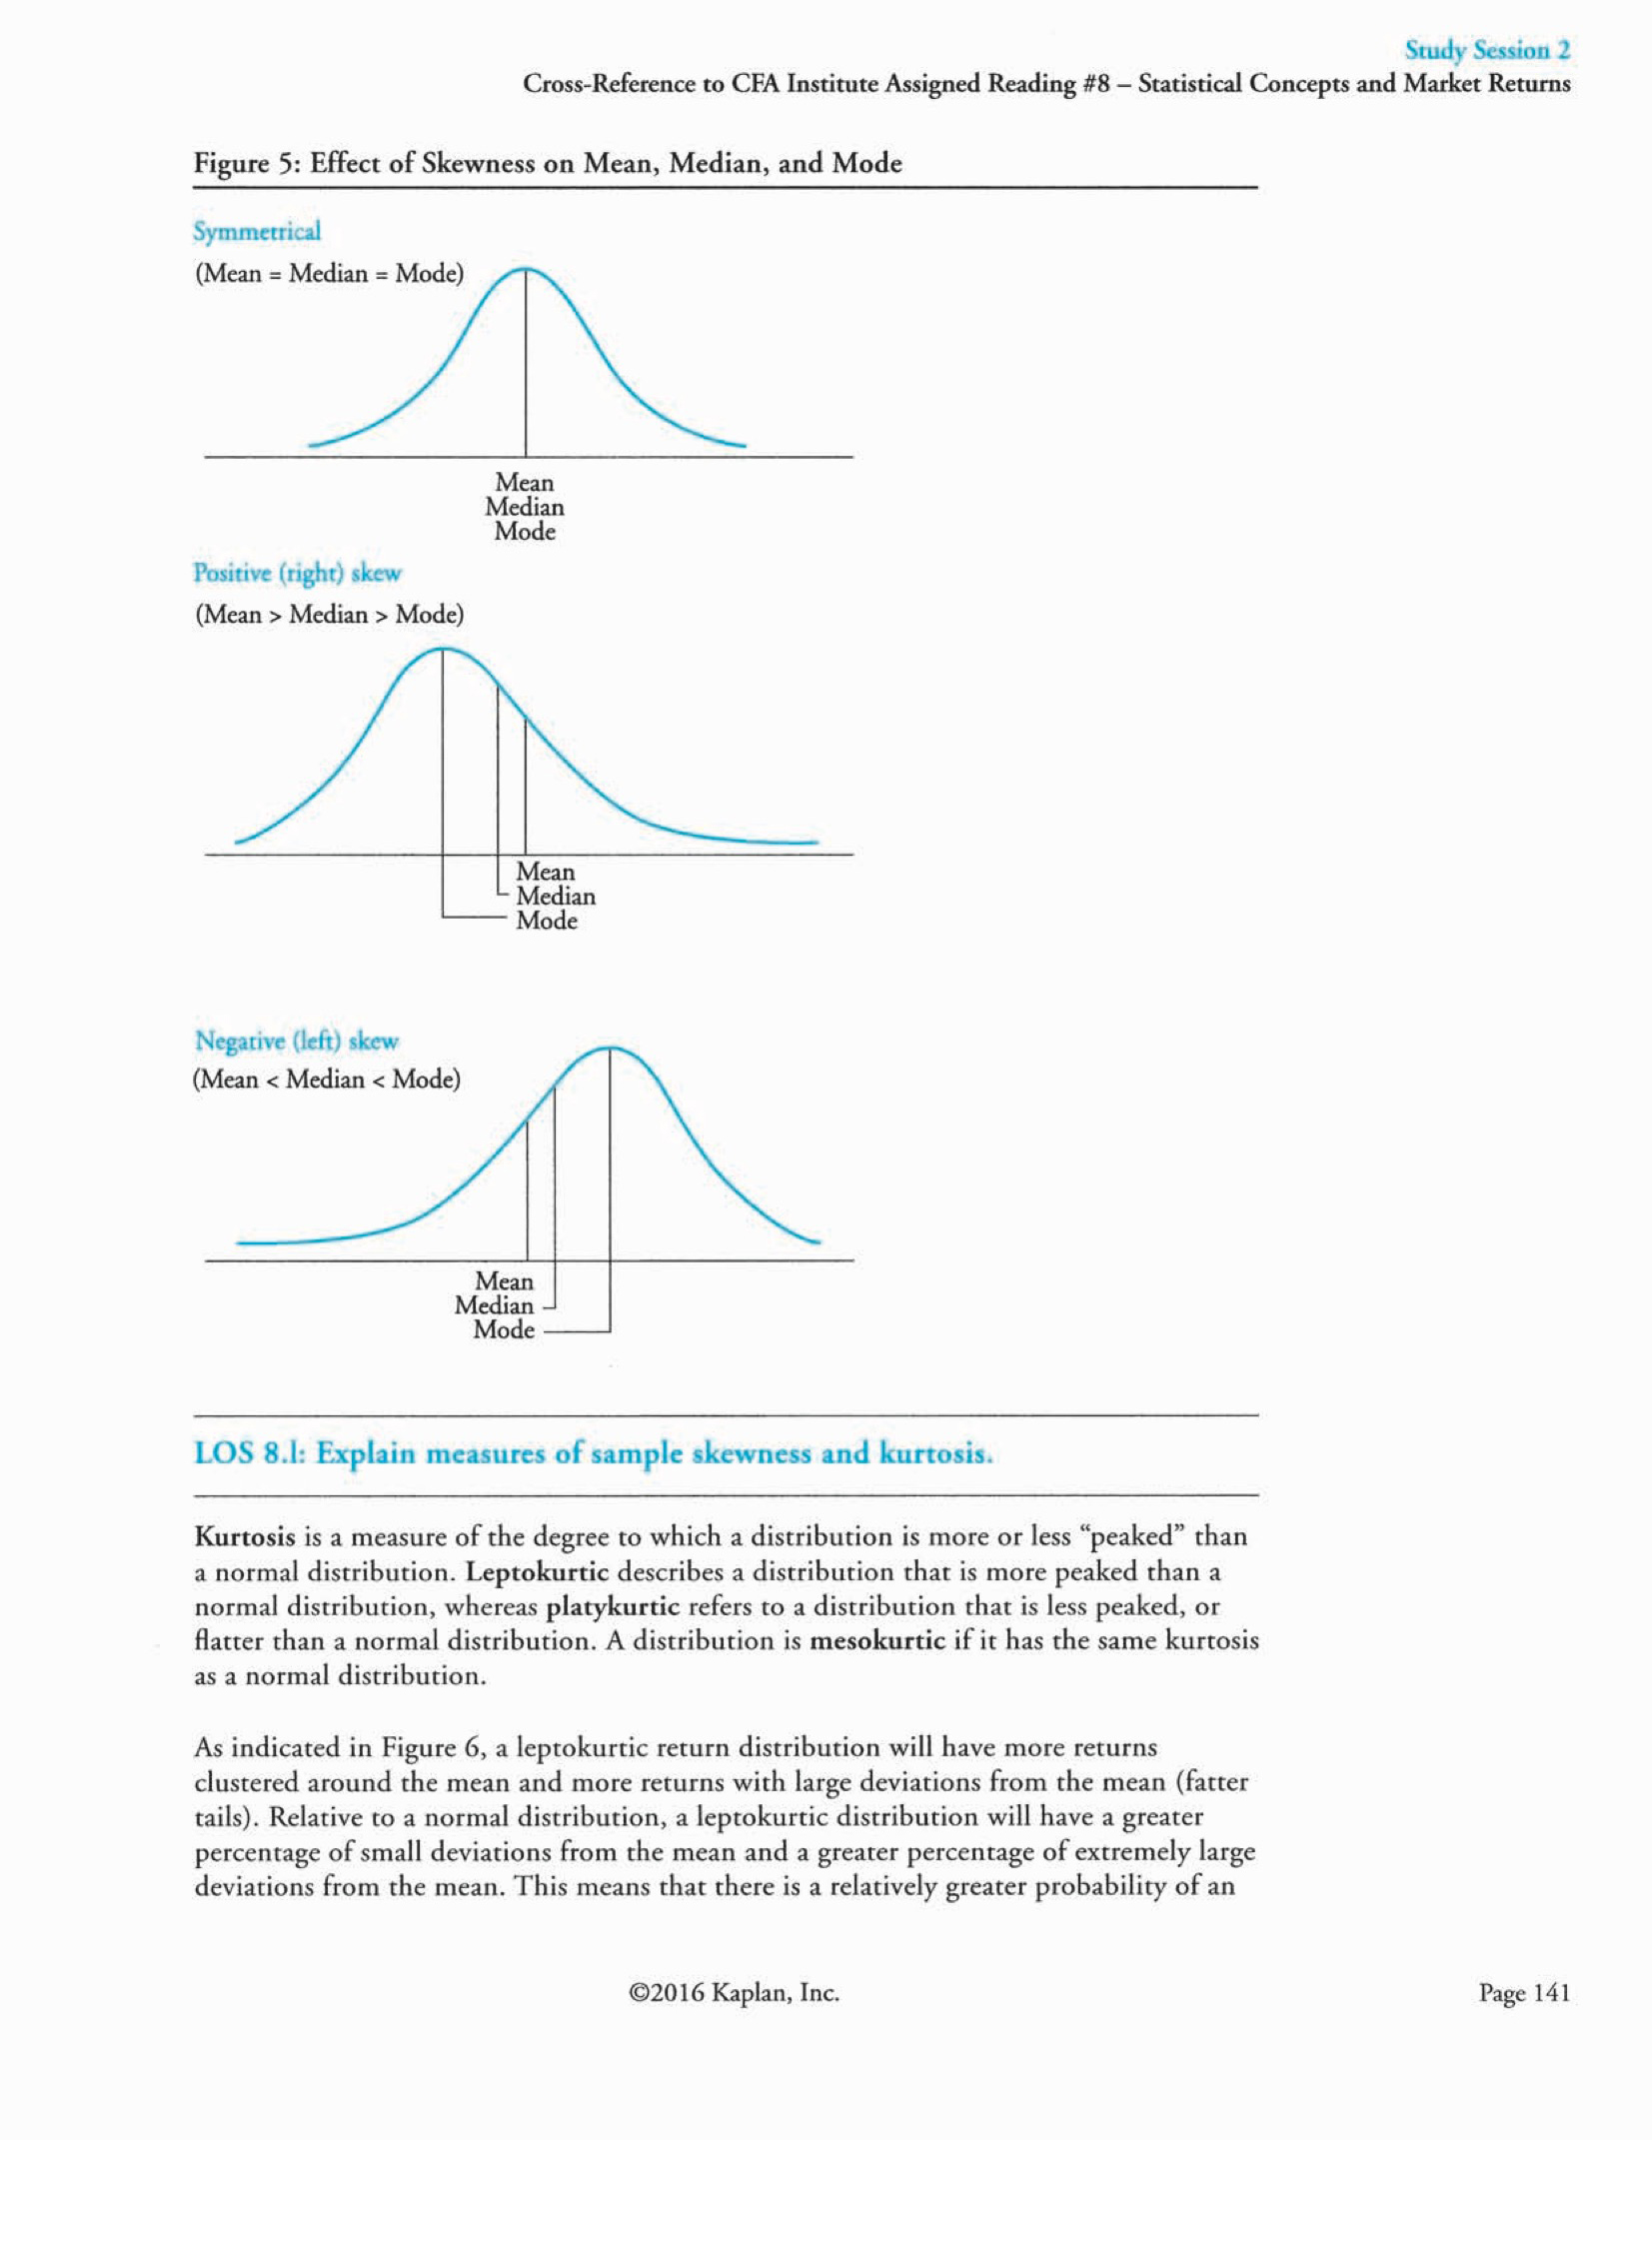 Study Session 2
Cross-Reference to CFA Institute Assigned Reading #8 – Statistical Concepts and Market Returns
Figure 5: Effect of Skewness on Mean, Median, and Mode
Symmetrical
(Mean = Median = Mode)
Mean
Median
Mode
Positive (right) skew
(Mean > Median > Mode)
Mean
Median
Mode
Negative (left) skew
(Mean < Median < Mode)
Mean
Median
Mode
LOS 8.l: Explain measures of sample skewness and kurtosis.
Kurtosis is a measure of the degree to which a distribution is more or less “peaked” than
a normal distribution. Leptokurtic describes a distribution that is more peaked than a
normal distribution, whereas platykurtic refers to a distribution that is less peaked, or
flatter than a normal distribution. A distribution is mesokurtic if it has the same kurtosis
as a normal distribution.
As indicated in Figure 6, a leptokurtic return distribution will have more returns
clustered around the mean and more returns with large deviations from the mean (fatter
tails). Relative to a normal distribution, a leptokurtic distribution will have a greater
percentage of small deviations from the mean and a greater percentage of extremely large
deviations from the mean. This means that there is a relatively greater probability of an
©2016 Kaplan, Inc.
Page 141